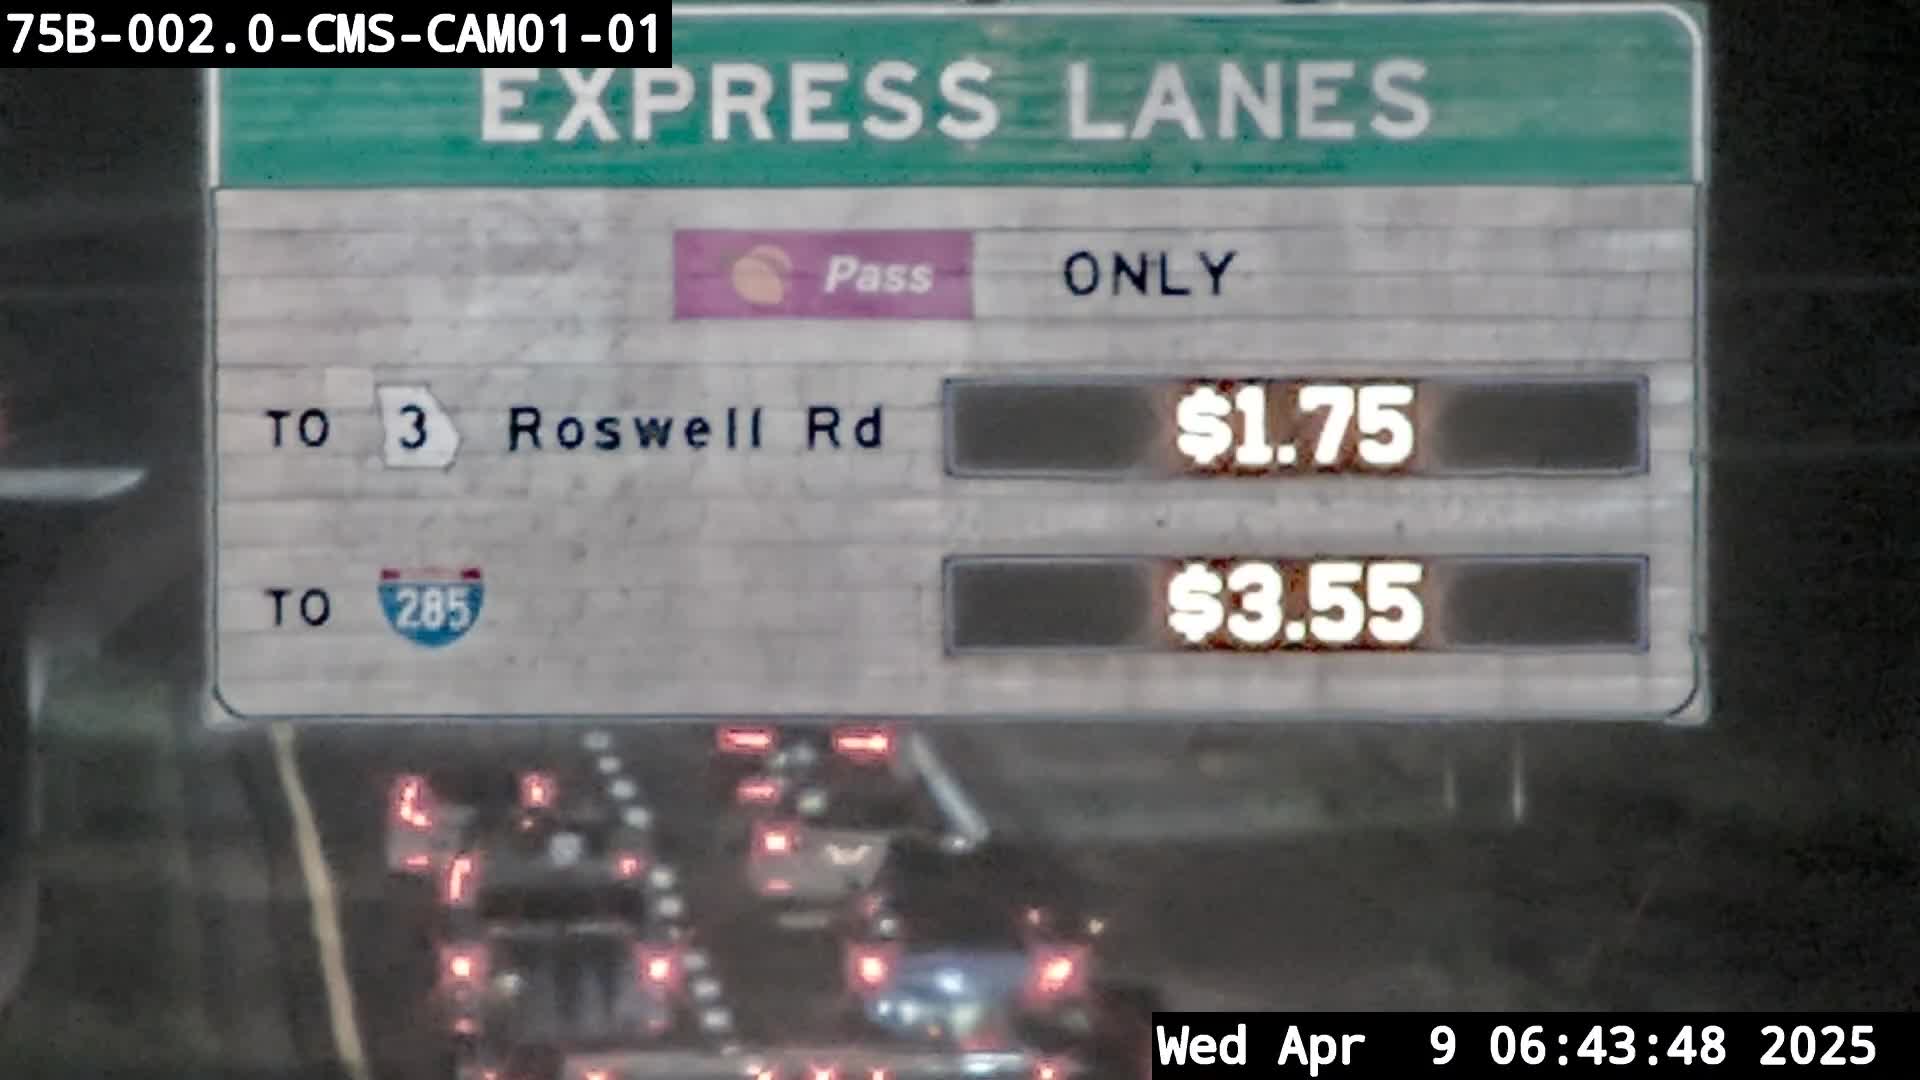 75B-002.0-CMS-CAM01-01
EXPRESS LANES
Pass ONLY
TO 3 Roswell Rd $1.75
TO 285 $3.55
Wed Apr 9 06:43:48 2025